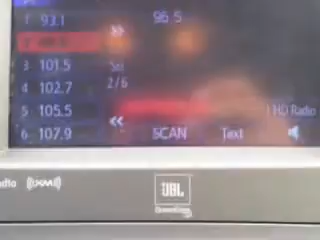 1 93.1
96.5
3 101.5
4 102.7
2/6
5 105.5
HD Radio
6 107.9
SCAN
Text
((XM))
JBL